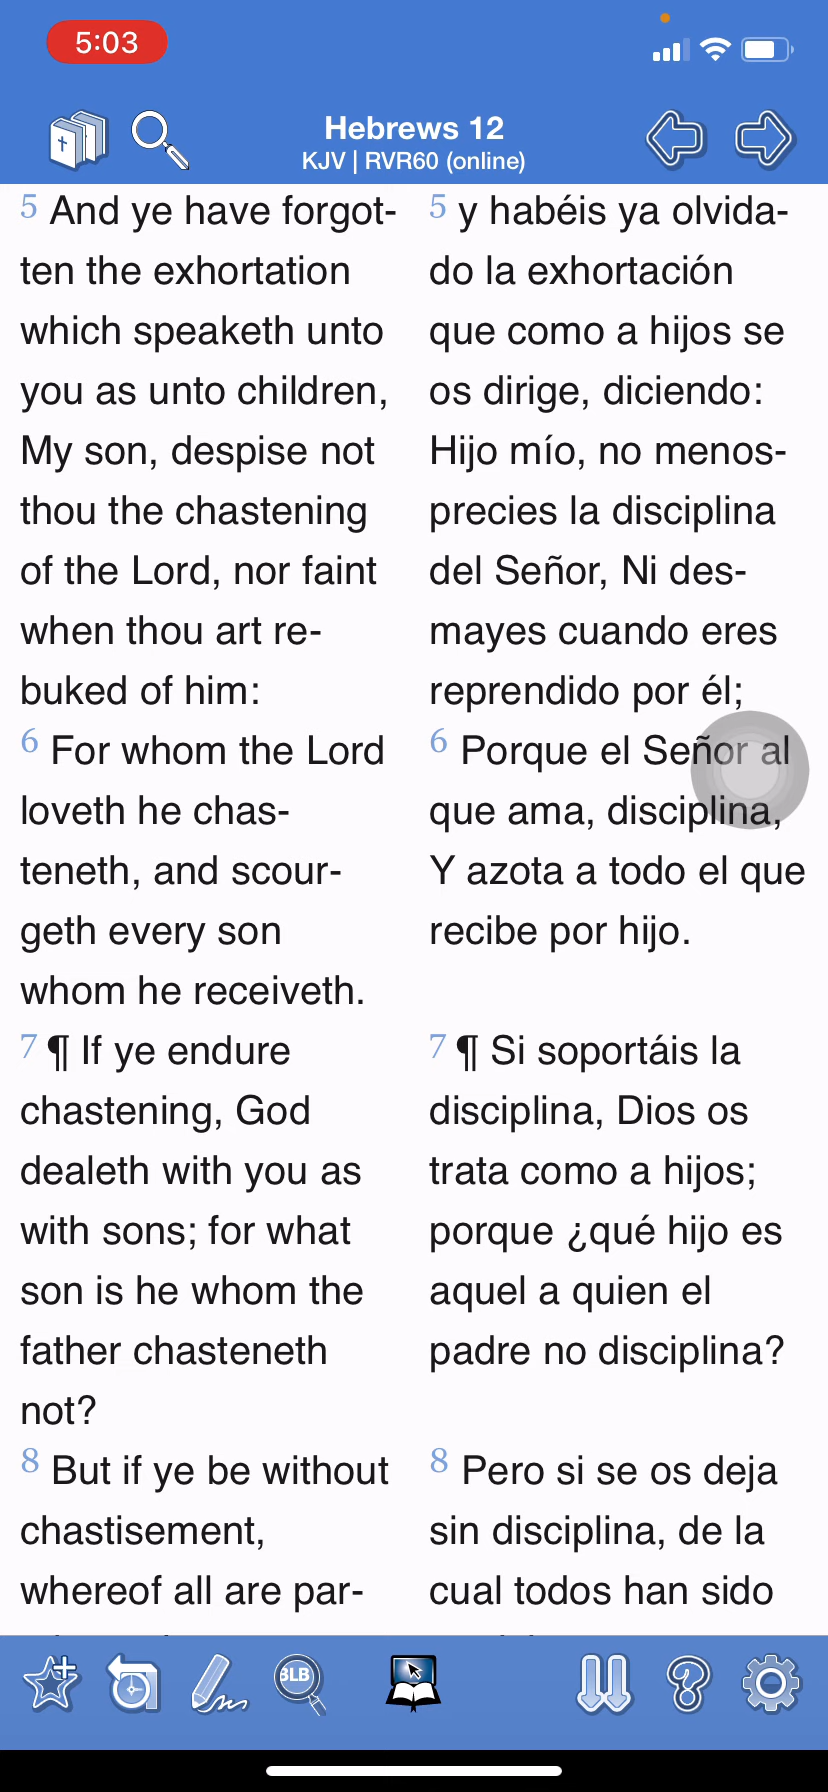 5:03
Hebrews 12
KJV | RVR60 (online)
5 And ye have forgot-
ten the exhortation
which speaketh unto
you as unto children,
My son, despise not
thou the chastening
of the Lord, nor faint
when thou art re-
buked of him:
6 For whom the Lord
loveth he chas-
teneth, and scour-
geth every son
whom he receiveth.
7 ¶ If ye endure
chastening, God
dealeth with you as
with sons; for what
son is he whom the
father chasteneth
not?
8 But if ye be without
chastisement,
whereof all are par-
5 y habéis ya olvida-
do la exhortación
que como a hijos se
os dirige, diciendo:
Hijo mío, no menos-
precies la disciplina
del Señor, Ni des-
mayes cuando eres
reprendido por él;
6 Porque el Señor al
que ama, disciplina,
Y azota a todo el que
recibe por hijo.
7 ¶ Si soportáis la
disciplina, Dios os
trata como a hijos;
porque ¿qué hijo es
aquel a quien el
padre no disciplina?
8 Pero si se os deja
sin disciplina, de la
cual todos han sido
BLB